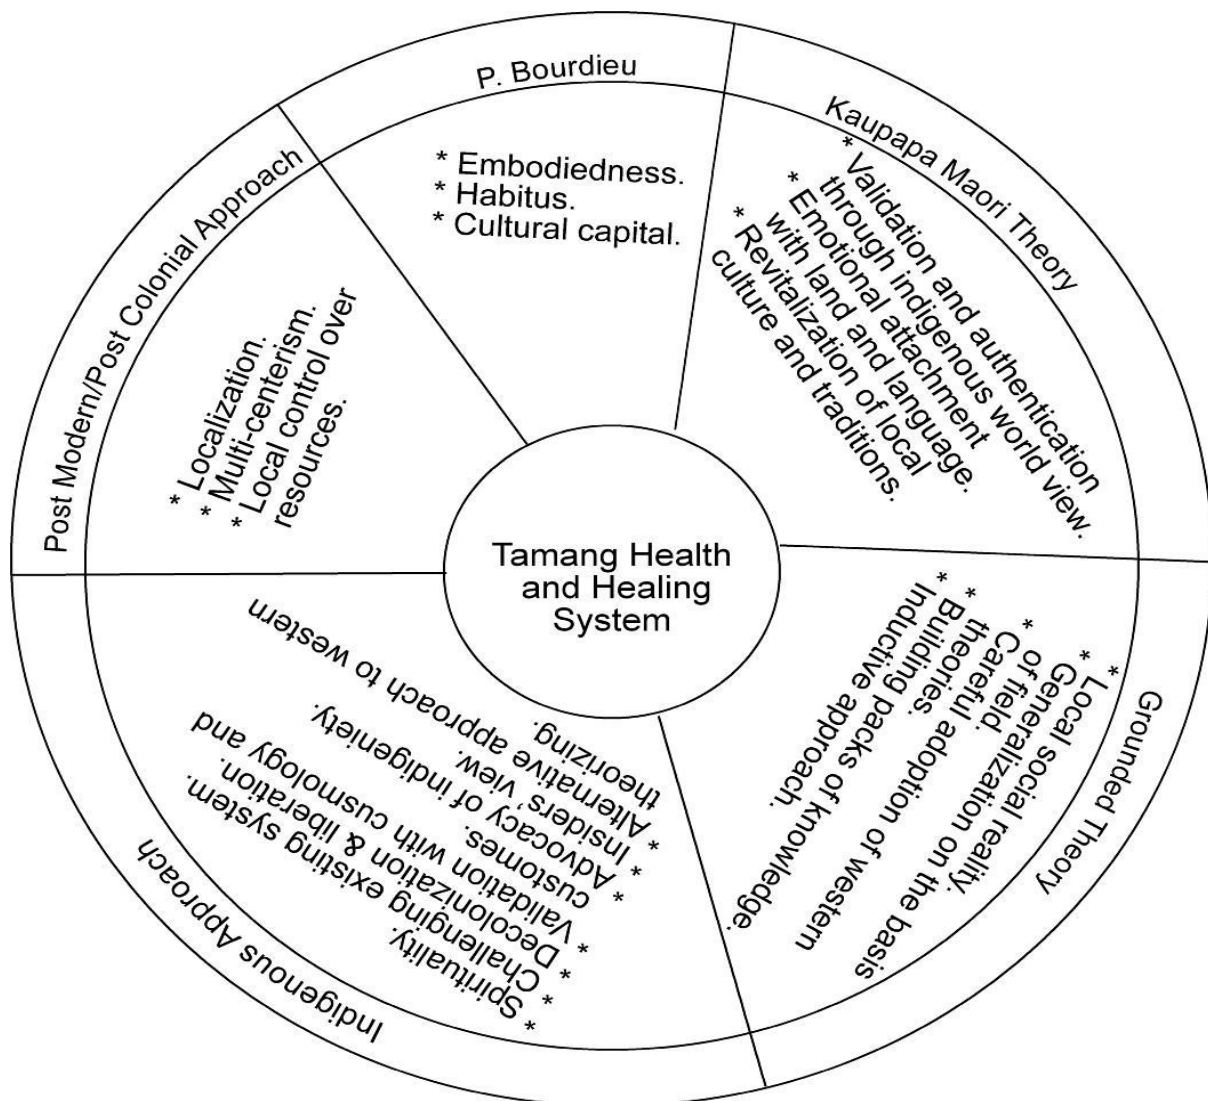 P. Bourdieu
* Embodiedness.
* Habitus.
* Cultural capital.
Kaupapa Maori Theory
* Validation and authentication
through indigenous world view.
* Emotional attachment
with land and language.
* Revitalization of local
culture and traditions.
Grounded Theory
* Local social reality.
* Generalization on the basis
of field.
* Careful adoption of western
theories.
* Building packs of knowledge.
* Inductive approach.
Indigenous Approach
* Spirituality.
* Challenging existing system.
* Decolonization & liberation.
* Validation with cusmology and
customes.
* Advocacy of indigeniety.
* Insiders' view.
* Alternative approach to western
theorizing.
Post Modern/Post Colonial Approach
* Localization.
* Multi-centerism.
* Local control over
resources.
Tamang Health
and Healing
System